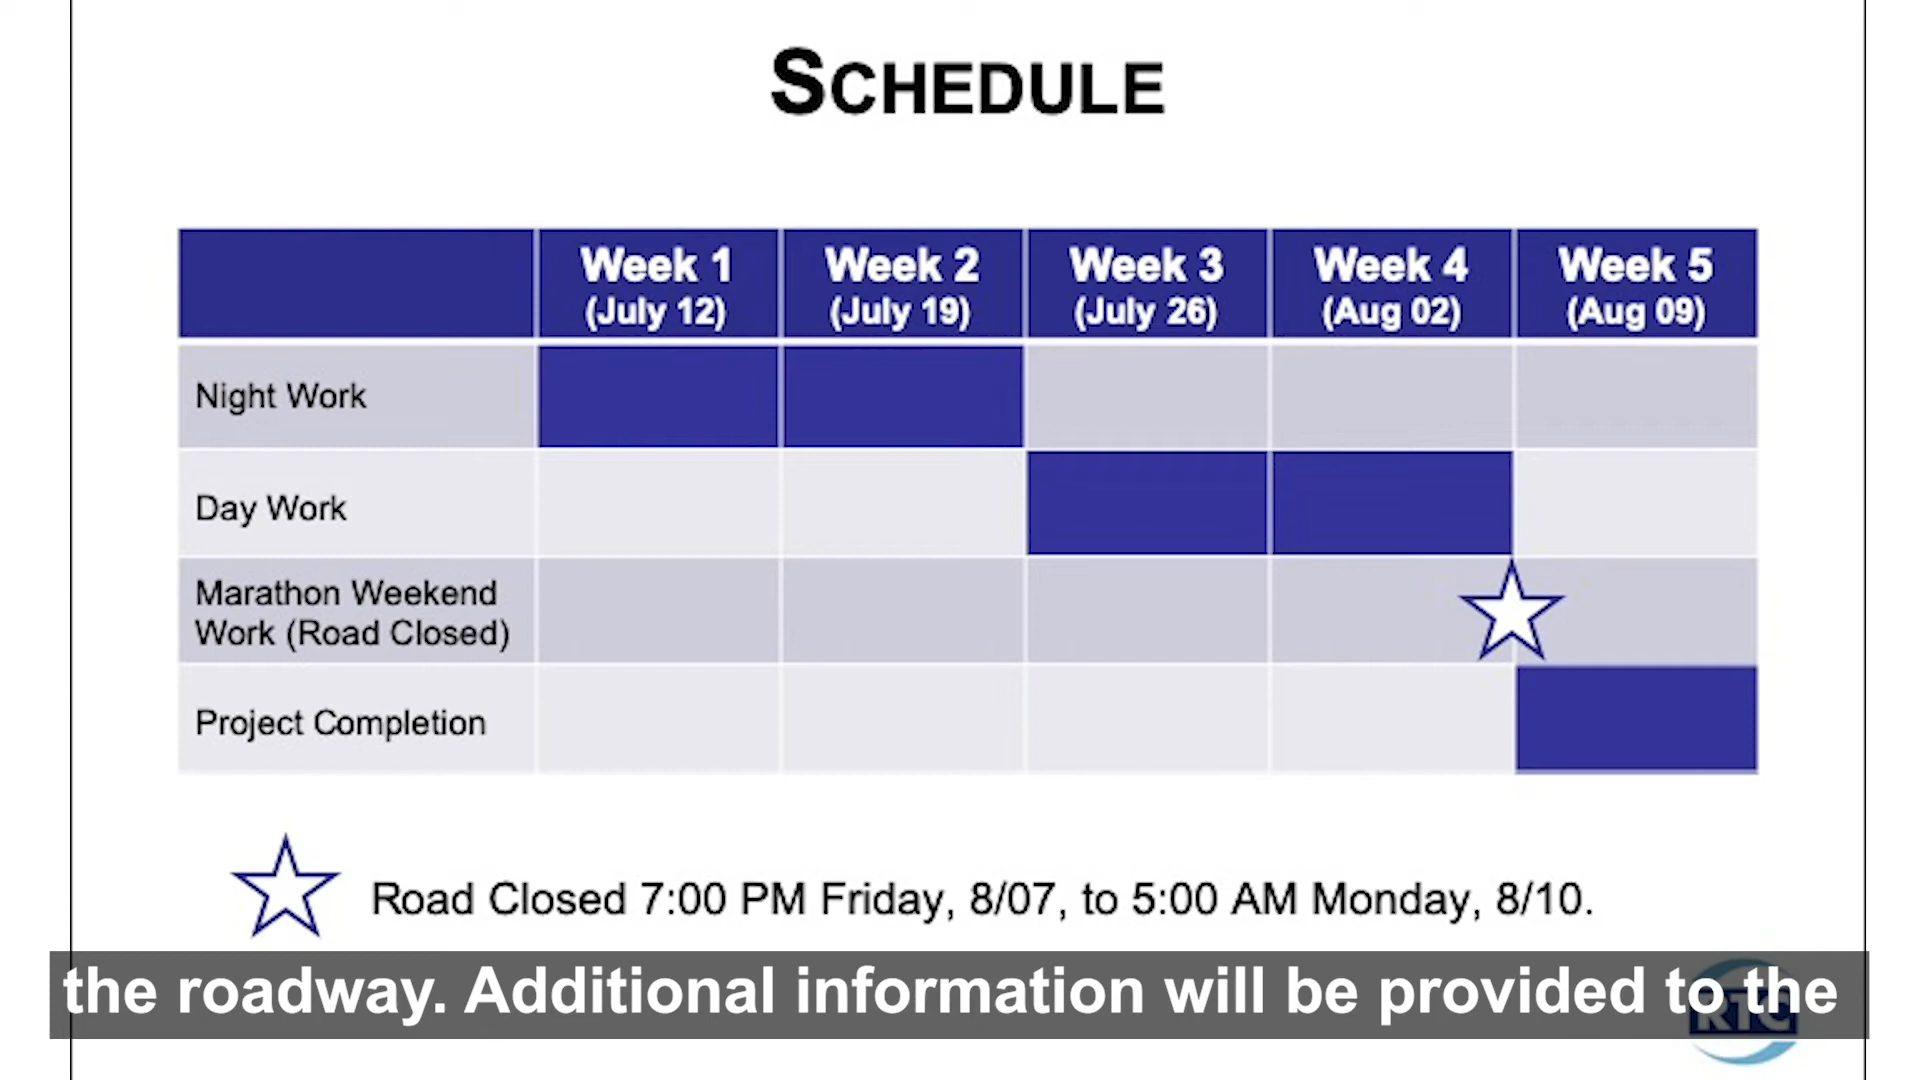 SCHEDULE
Week 1 Week 2 Week 3 Week 4 Week 5
(July 12) (July 19) (July 26) (Aug 02) (Aug 09)
Night Work
Day Work
Marathon Weekend
Work (Road Closed)
Project Completion
Road Closed 7:00 PM Friday, 8/07, to 5:00 AM Monday, 8/10.
the roadway. Additional information will be provided to the
RTC